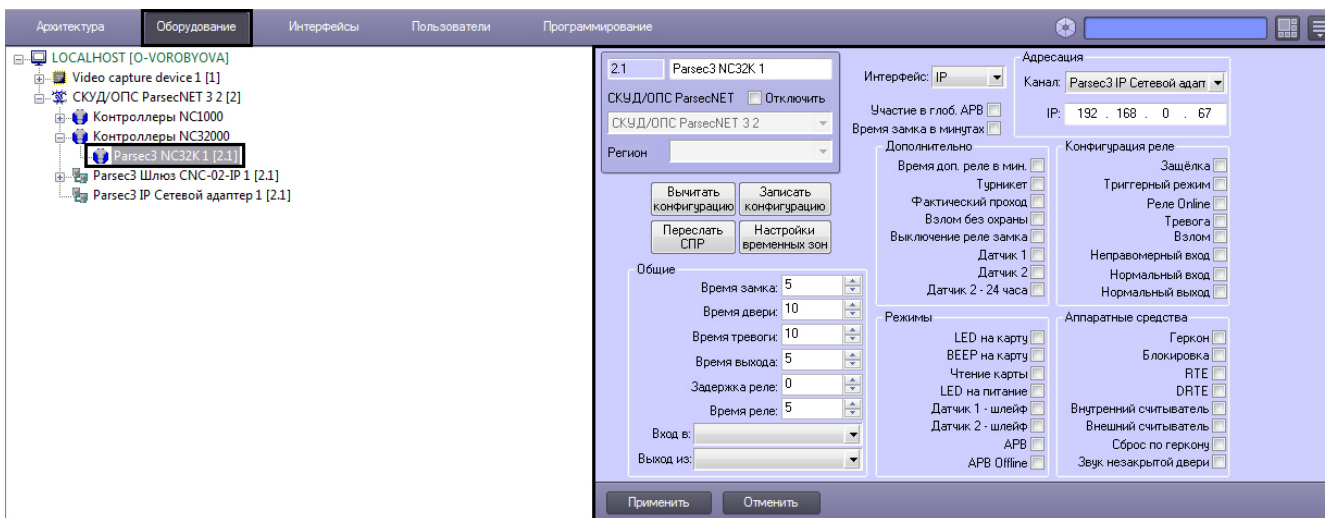 Архитектура Оборудование Интерфейсы Пользователи Программирование
LOCALHOST [O-VOROBYOVA]
Video capture device 1 [1]
СКУД/ОПС ParsecNET 3 2 [2]
Контроллеры NC1000
Контроллеры NC32000
Parsec3 NC32K 1 [2.1]
Parsec3 Шлюз CNC-02-IP 1 [2.1]
Parsec3 IP Сетевой адаптер 1 [2.1]
2.1 Parsec3 NC32K 1
СКУД/ОПС ParsecNET Отключить
СКУД/ОПС ParsecNET 3 2
Регион
Вычитать конфигурацию
Записать конфигурацию
Переслать СПР
Настройки временных зон
Общие
Время замка: 5
Время двери: 10
Время тревоги: 10
Время выхода: 5
Задержка реле: 0
Время реле: 5
Вход в:
Выход из:
Интерфейс: IP
Участие в глоб. АРВ
Время замка в минутах
Адресация
Канал: Parsec3 IP Сетевой адап
IP: 192 . 168 . 0 . 67
Дополнительно
Время доп. реле в мин.
Турникет
Фактический проход
Взлом без охраны
Выключение реле замка
Датчик 1
Датчик 2
Датчик 2 - 24 часа
Конфигурация реле
Защёлка
Триггерный режим
Реле Online
Тревога
Взлом
Неправомерный вход
Нормальный вход
Нормальный выход
Режимы
LED на карту
BEEP на карту
Чтение карты
LED на питание
Датчик 1 - шлейф
Датчик 2 - шлейф
APB
APB Offline
Аппаратные средства
Геркон
Блокировка
RTE
DRTE
Внутренний считыватель
Внешний считыватель
Сброс по геркону
Звук незакрытой двери
Применить Отменить